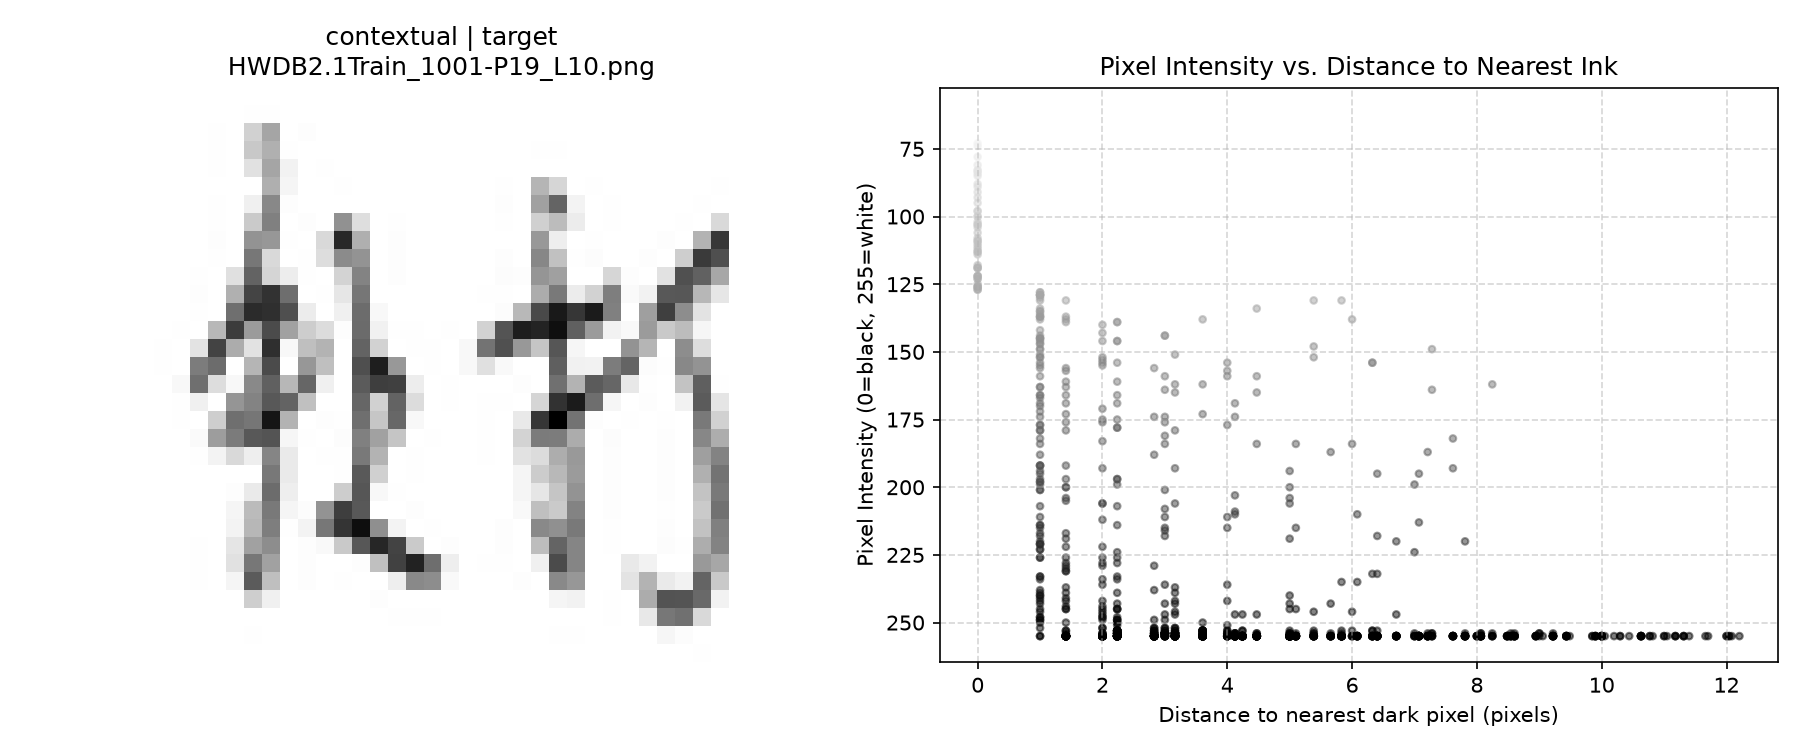 contextual | target
HWDB2.1Train_1001-P19_L10.png
Pixel Intensity vs. Distance to Nearest Ink
Pixel Intensity (0=black, 255=white)
75
100
125
150
175
200
225
250
0 2 4 6 8 10 12
Distance to nearest dark pixel (pixels)